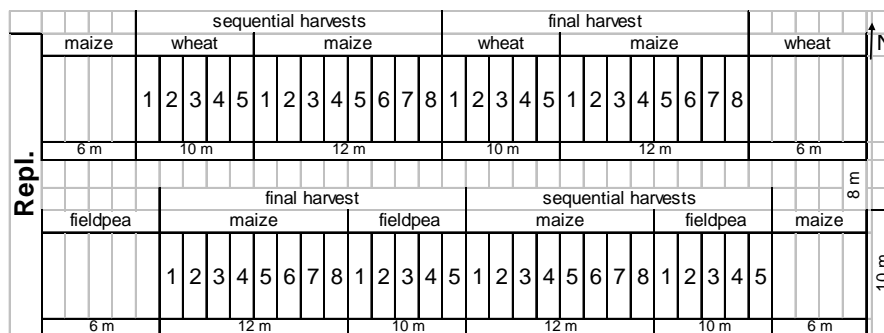 sequential harvests final harvest
maize wheat maize wheat maize wheat N
1 2 3 4 5 1 2 3 4 5 6 7 8 1 2 3 4 5 1 2 3 4 5 6 7 8
6 m 10 m 12 m 10 m 12 m 6 m
Repl.
8 m
final harvest sequential harvests
fieldpea maize fieldpea maize fieldpea maize
1 2 3 4 5 6 7 8 1 2 3 4 5 1 2 3 4 5 6 7 8 1 2 3 4 5
10 m
6 m 12 m 10 m 12 m 10 m 6 m